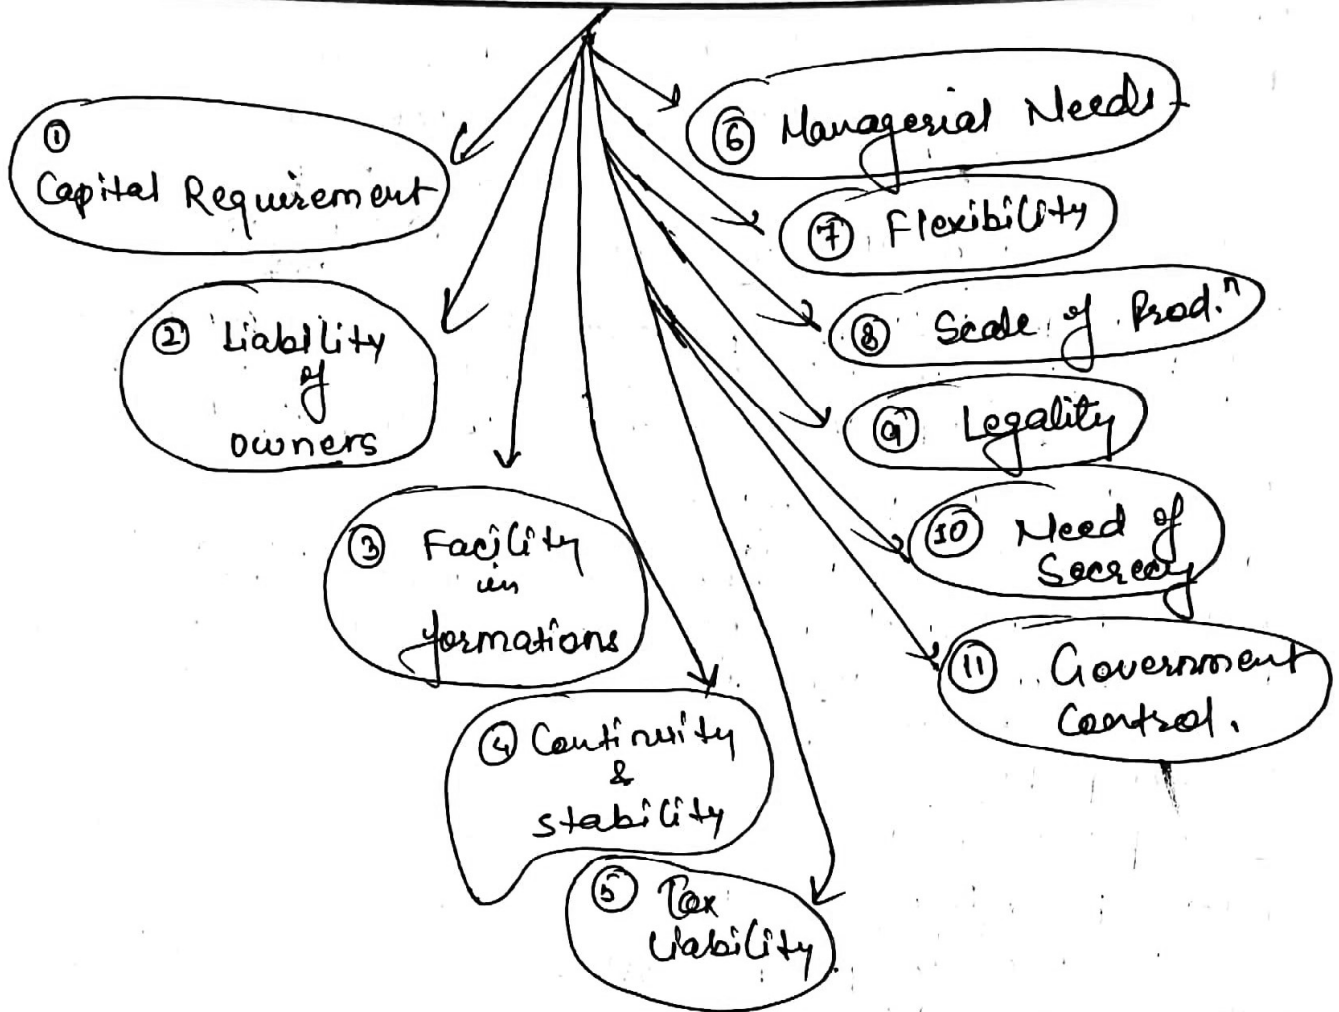 ①
Capital Requirement
② Liability
of
owners
③ Facility
in
formations
④ Continuity
&
stability
⑤ Tax
Liability
⑥ Managerial Needs
⑦ Flexibility
⑧ Scale of Prod.ⁿ
⑨ Legality
⑩ Need of
Secrecy
⑪ Government
Control.